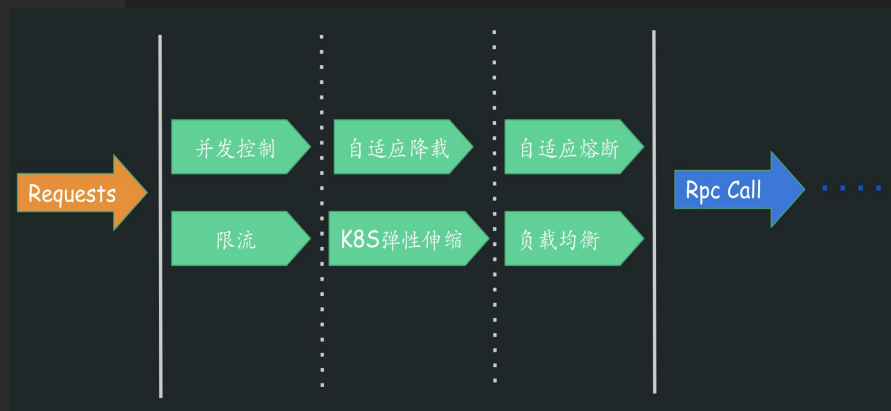 Requests
并发控制
自适应降载
自适应熔断
限流
K8S弹性伸缩
负载均衡
Rpc Call